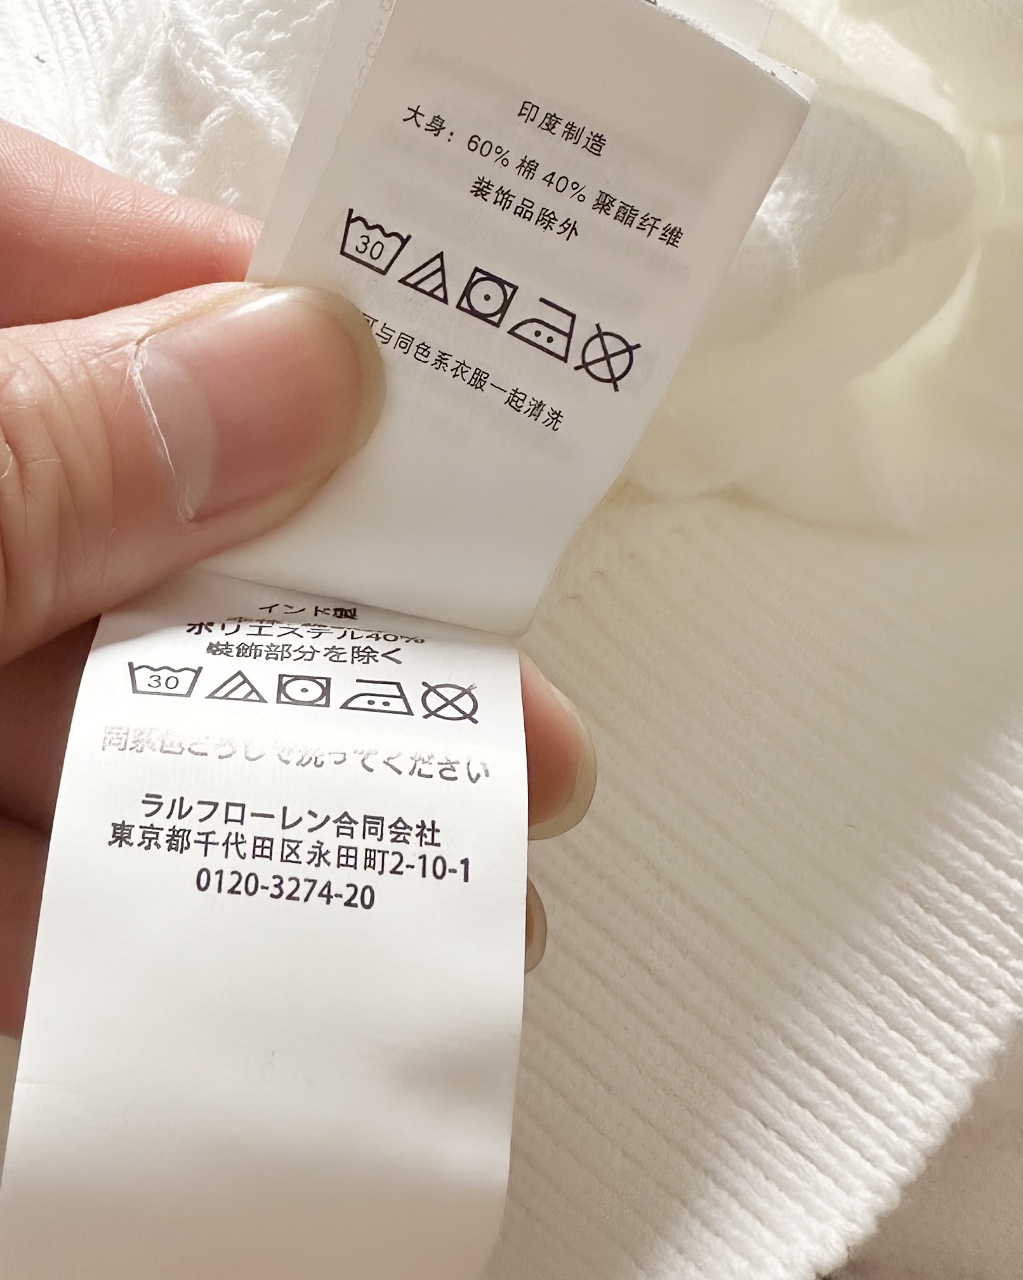 印度制造
大身：60% 棉 40% 聚酯纤维
装饰品除外
30
可与同色系衣服一起清洗
インド製
ポリエステル40%
装飾部分を除く
30
同系色どうしで洗ってください
ラルフローレン合同会社
東京都千代田区永田町2-10-1
0120-3274-20